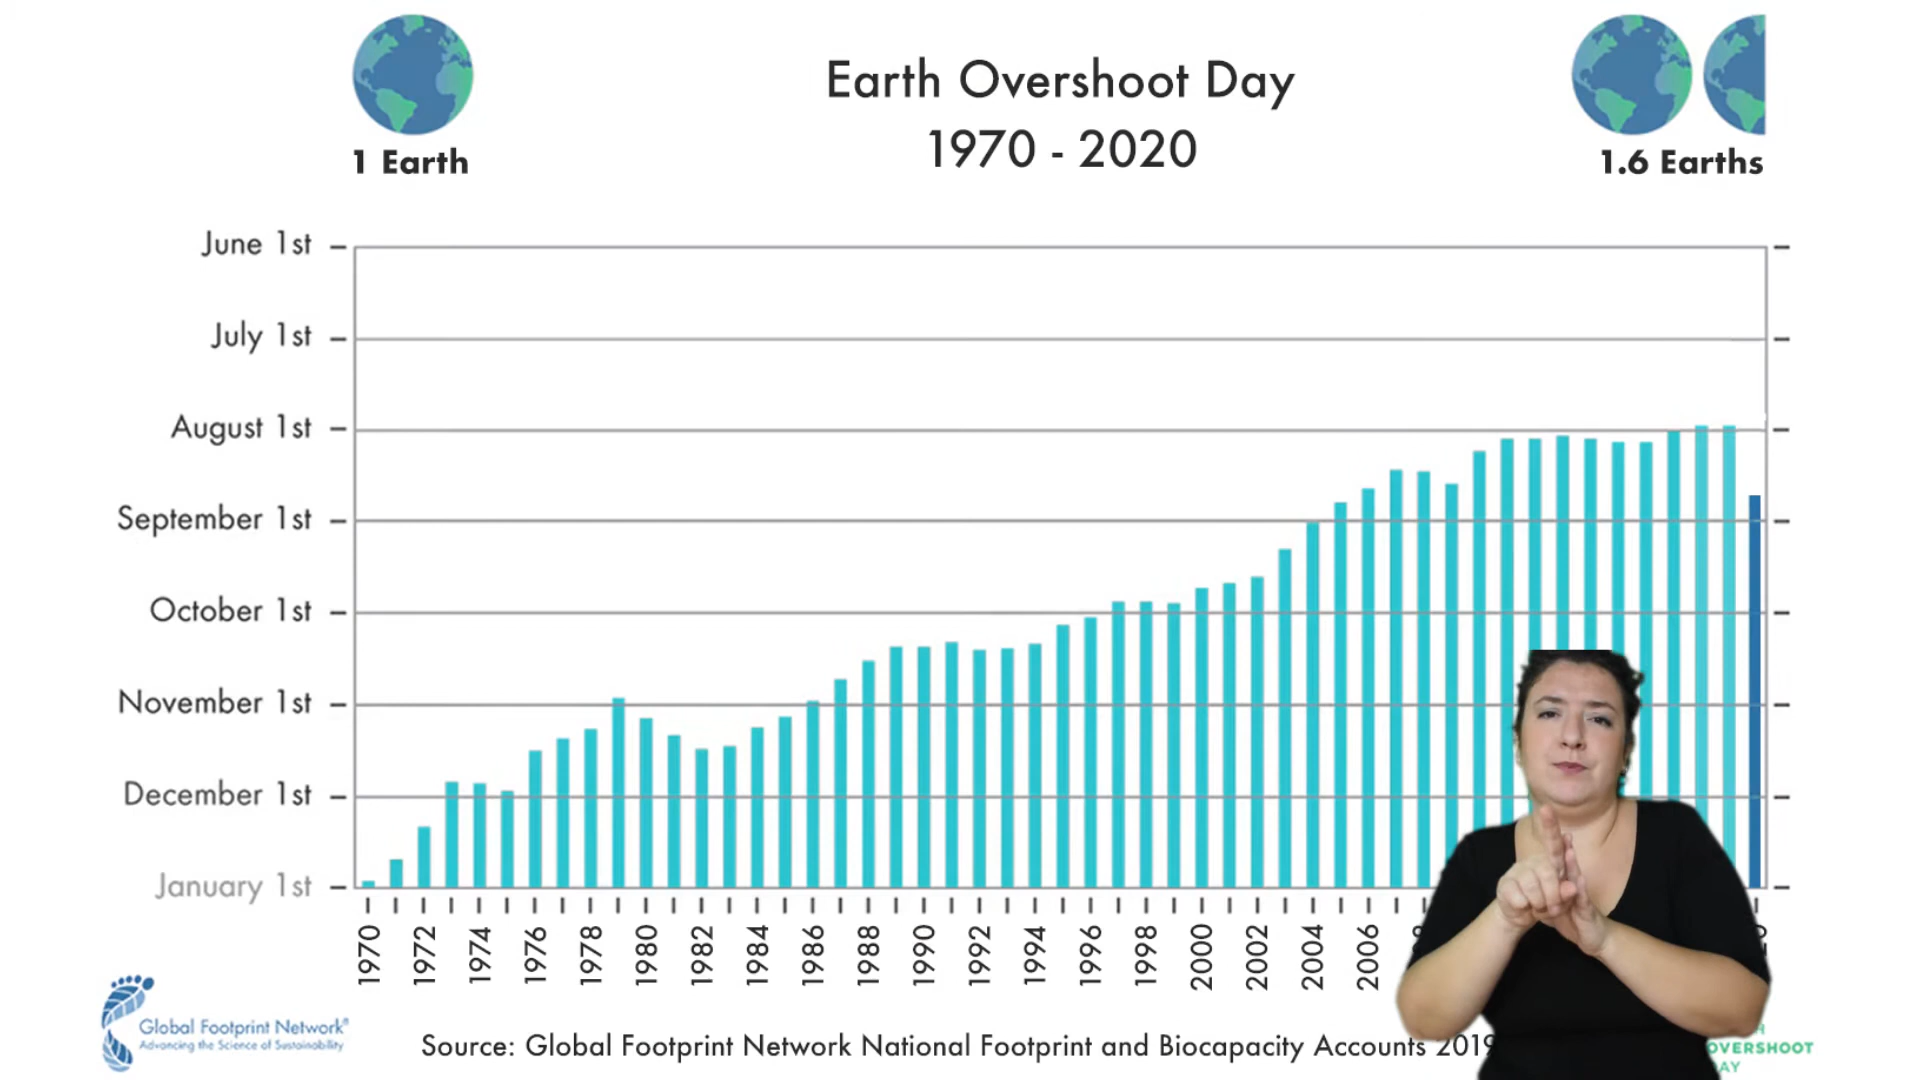 Earth Overshoot Day
1970 - 2020
1 Earth
1.6 Earths
June 1st
July 1st
August 1st
September 1st
October 1st
November 1st
December 1st
January 1st
1970
1972
1974
1976
1978
1980
1982
1984
1986
1988
1990
1992
1994
1996
1998
2000
2002
2004
2006
Global Footprint Network®
Advancing the Science of Sustainability
Source: Global Footprint Network National Footprint and Biocapacity Accounts 2019
OVERSHOOT